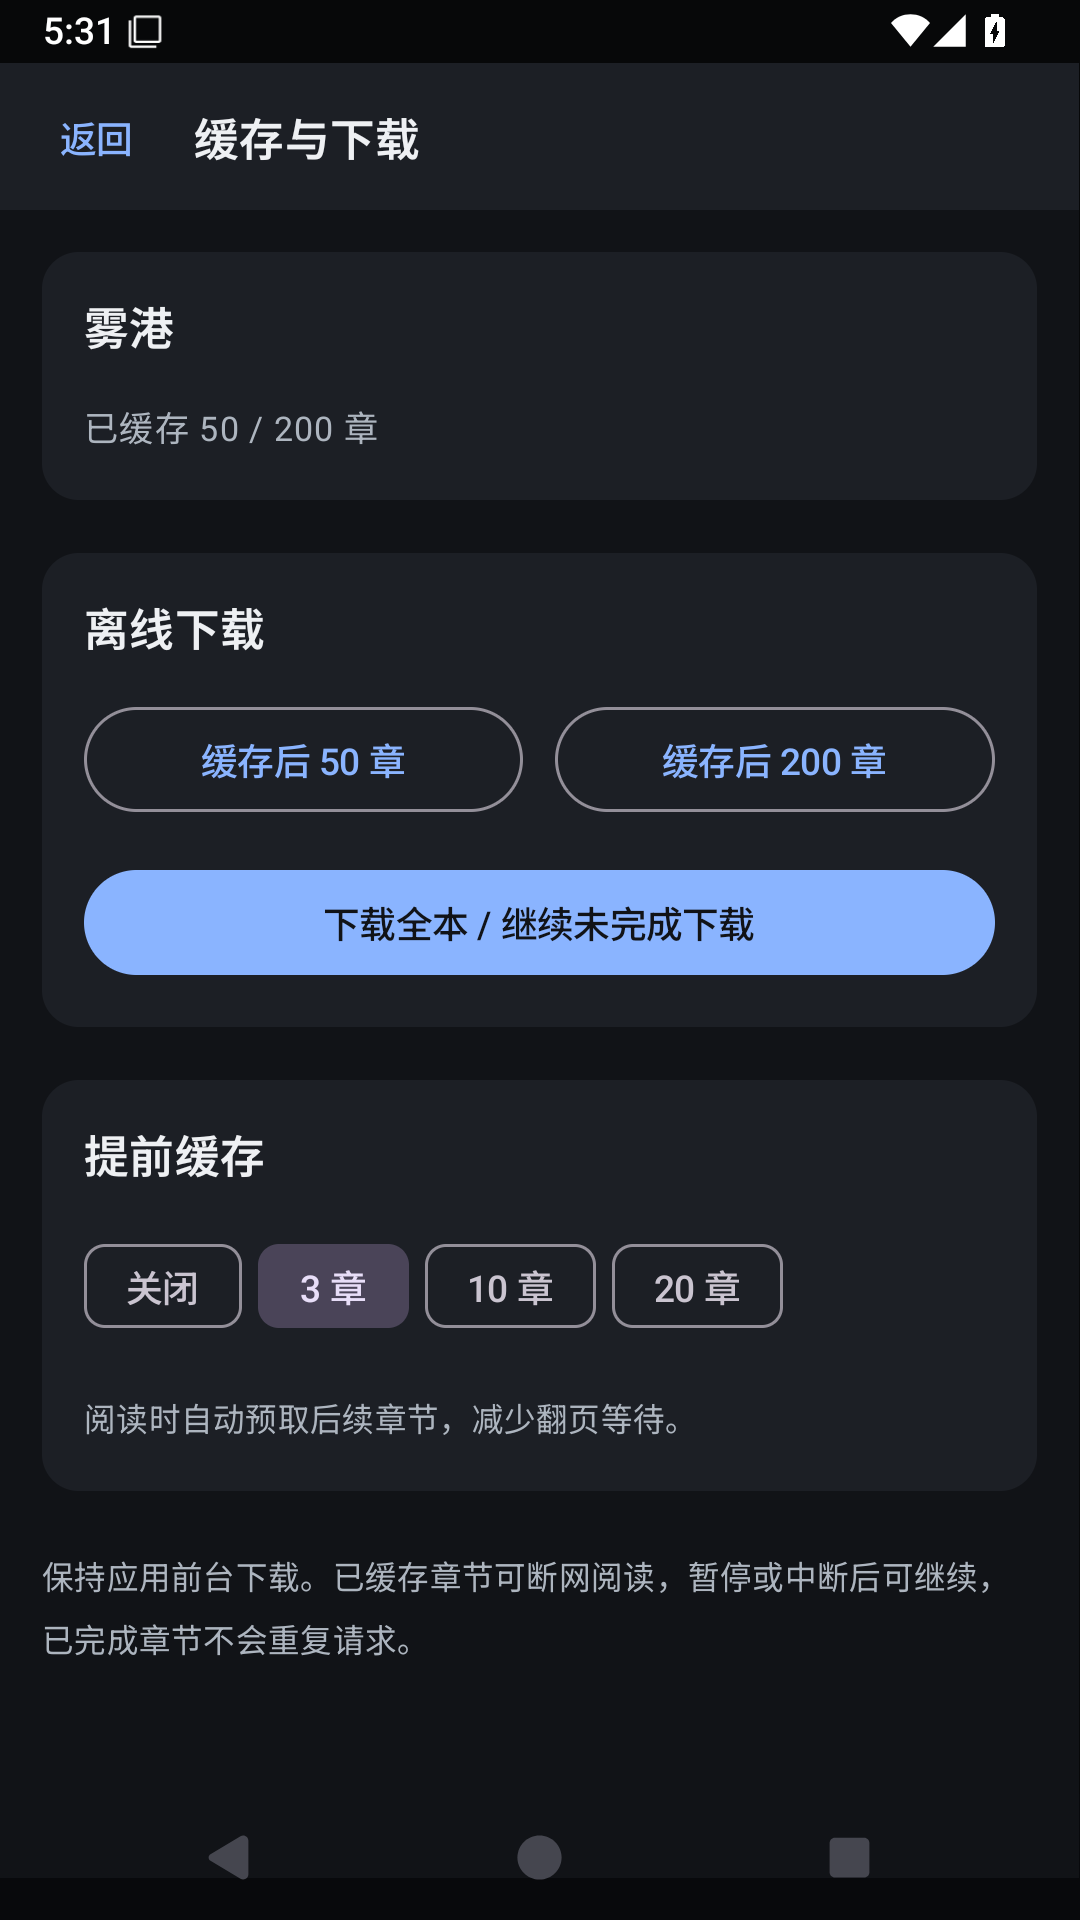 5:31
返回
缓存与下载
雾港
已缓存 50 / 200 章
离线下载
缓存后 50 章
缓存后 200 章
下载全本 / 继续未完成下载
提前缓存
关闭
3 章
10 章
20 章
阅读时自动预取后续章节，减少翻页等待。
保持应用前台下载。已缓存章节可断网阅读，暂停或中断后可继续，
已完成章节不会重复请求。